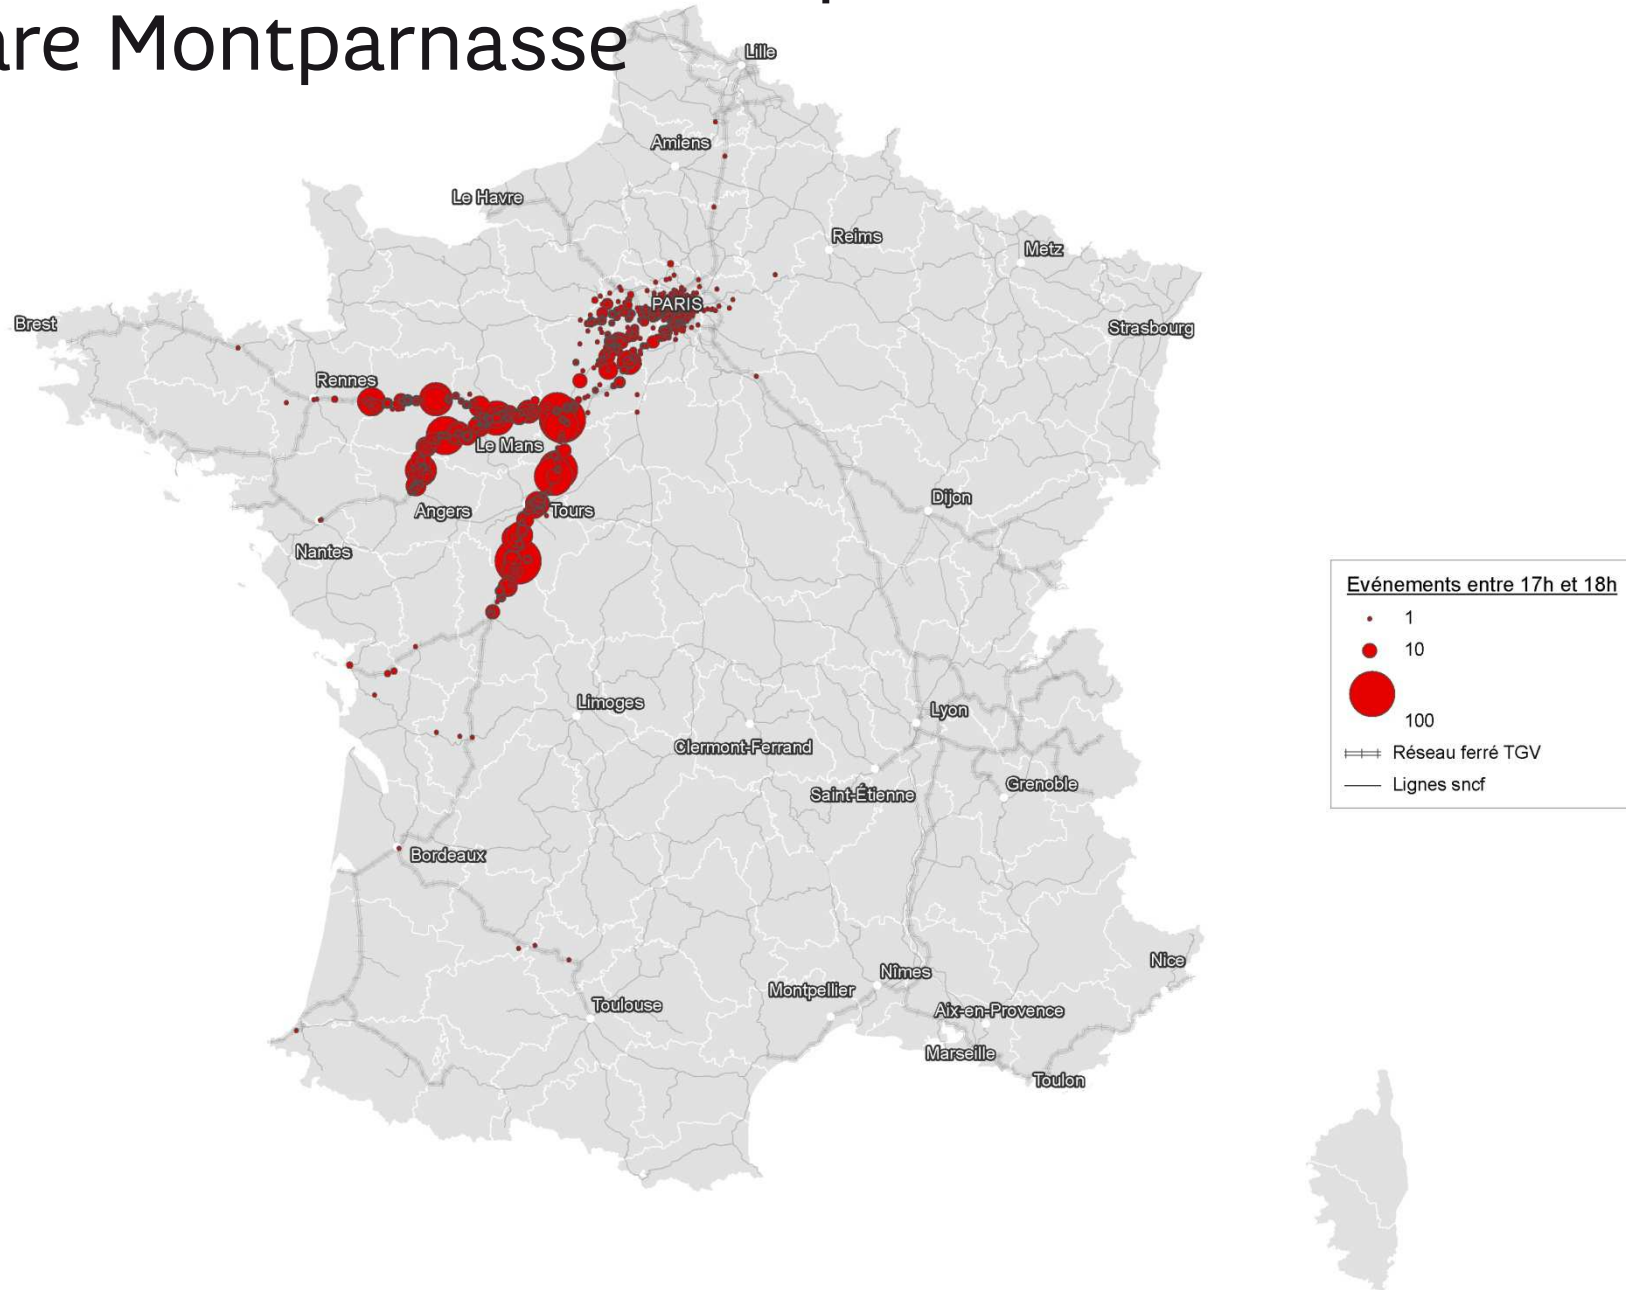 are Montparnasse
Lille
Amiens
Le Havre
Reims
Metz
PARIS
Brest
Strasbourg
Rennes
Le Mans
Dijon
Angers
Tours
Nantes
Evénements entre 17h et 18h
1
10
100
Réseau ferré TGV
Lignes sncf
Limoges
Lyon
Clermont-Ferrand
Grenoble
Saint-Étienne
Bordeaux
Nice
Nîmes
Montpellier
Toulouse
Aix-en-Provence
Marseille
Toulon